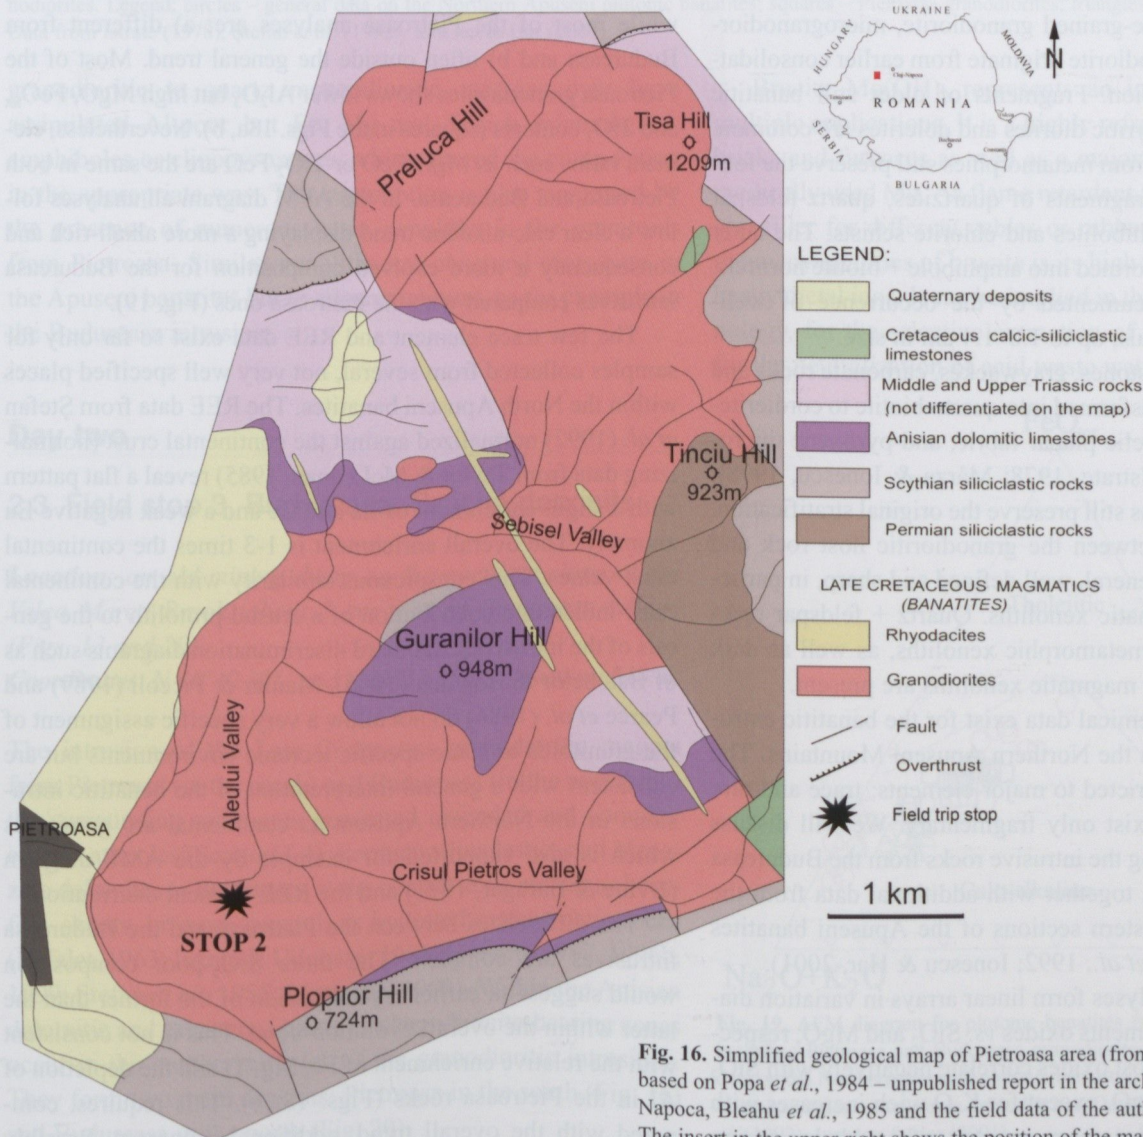 Preluca Hill
Tisa Hill
1209m
Tinciu Hill
923m
Sebisel Valley
Guranilor Hill
948m
Aleului Valley
PIETROASA
Crisul Pietros Valley
STOP 2
Plopilor Hill
724m
UKRAINE
HUNGARY
ROMANIA
BULGARIA
N
LEGEND:
Quaternary deposits
Cretaceous calco-siliciclastic
limestones
Middle and Upper Triassic rocks
(not differentiated on the map)
Anisian dolomitic limestones
Scythian siliciclastic rocks
Permian siliciclastic rocks
LATE CRETACEOUS MAGMATICS
(BANATITES)
Rhyodacites
Granodiorites
Fault
Overthrust
Field trip stop
1 km
Fig. 16. Simplified geological map of Pietroasa area (from
based on Popa et al., 1984 – unpublished report in the arc
Napoca, Bleahu et al., 1985 and the field data of the aut
The insert in the upper right shows the position of the ma